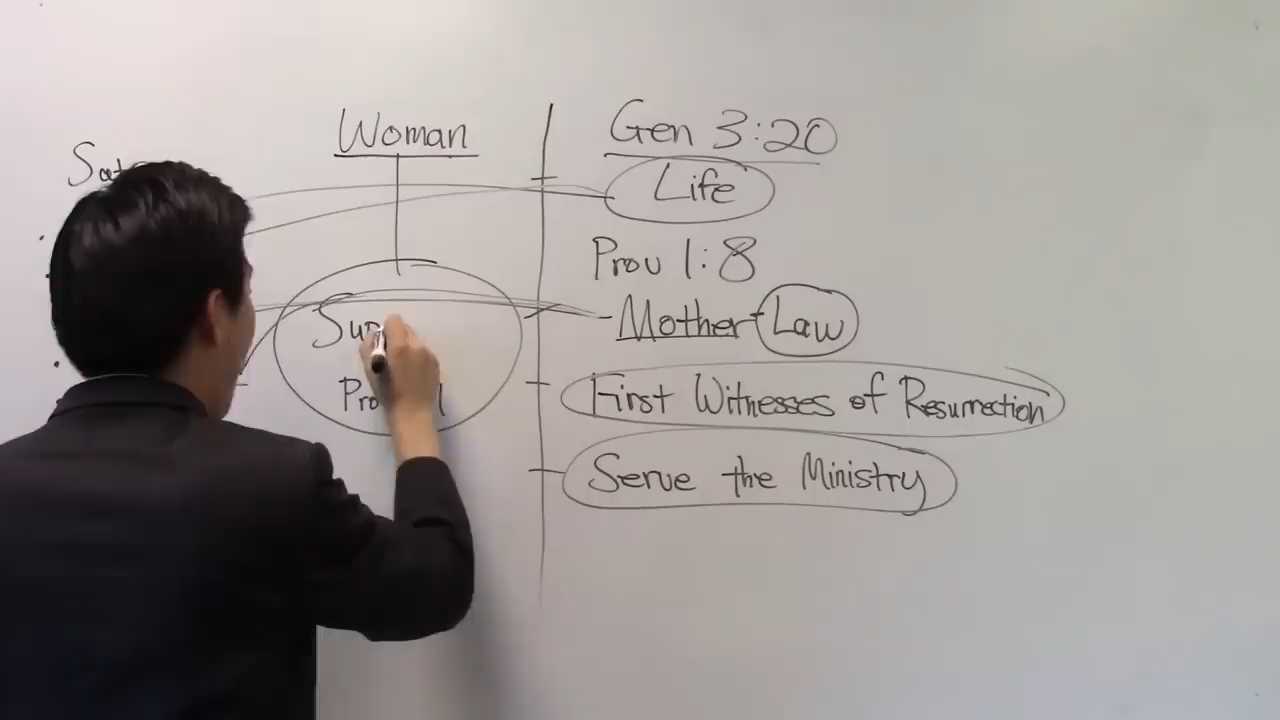 Woman
Gen 3:20
Life
Prov 1:8
Mother-Law
First Witnesses of Resurrection
Serve the Ministry